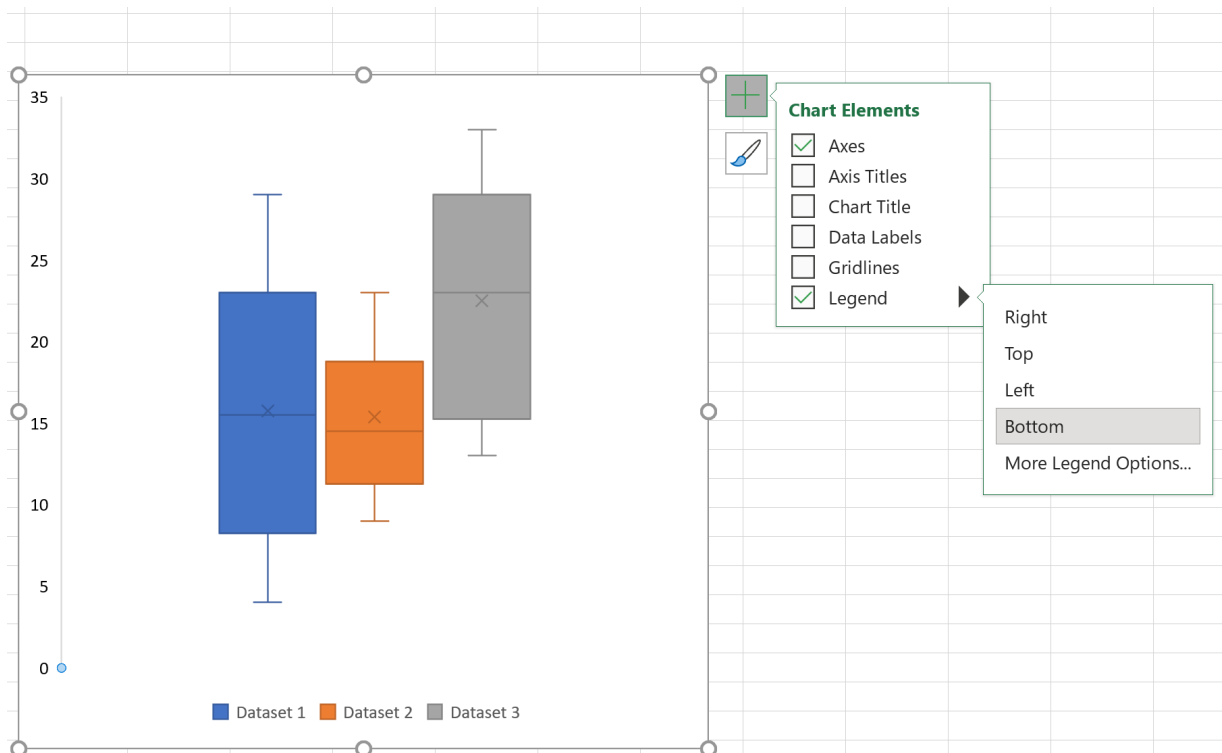 35
30
25
20
15
10
5
0
Dataset 1 Dataset 2 Dataset 3
Chart Elements
Axes
Axis Titles
Chart Title
Data Labels
Gridlines
Legend
Right
Top
Left
Bottom
More Legend Options...